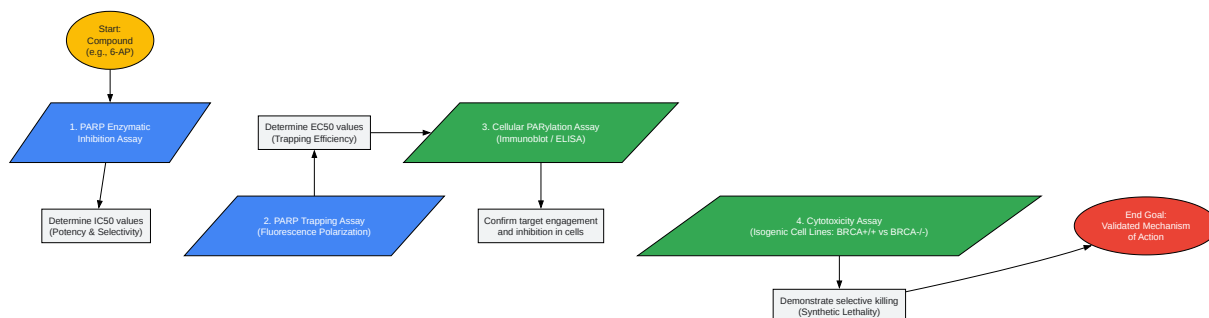 Start:
Compound
(e.g., 6-AP)
1. PARP Enzymatic
Inhibition Assay
Determine IC50 values
(Potency & Selectivity)
2. PARP Trapping Assay
(Fluorescence Polarization)
Determine EC50 values
(Trapping Efficiency)
3. Cellular PARylation Assay
(Immunoblot / ELISA)
Confirm target engagement
and inhibition in cells
4. Cytotoxicity Assay
(Isogenic Cell Lines: BRCA+/+ vs BRCA-/-)
Demonstrate selective killing
(Synthetic Lethality)
End Goal:
Validated Mechanism
of Action